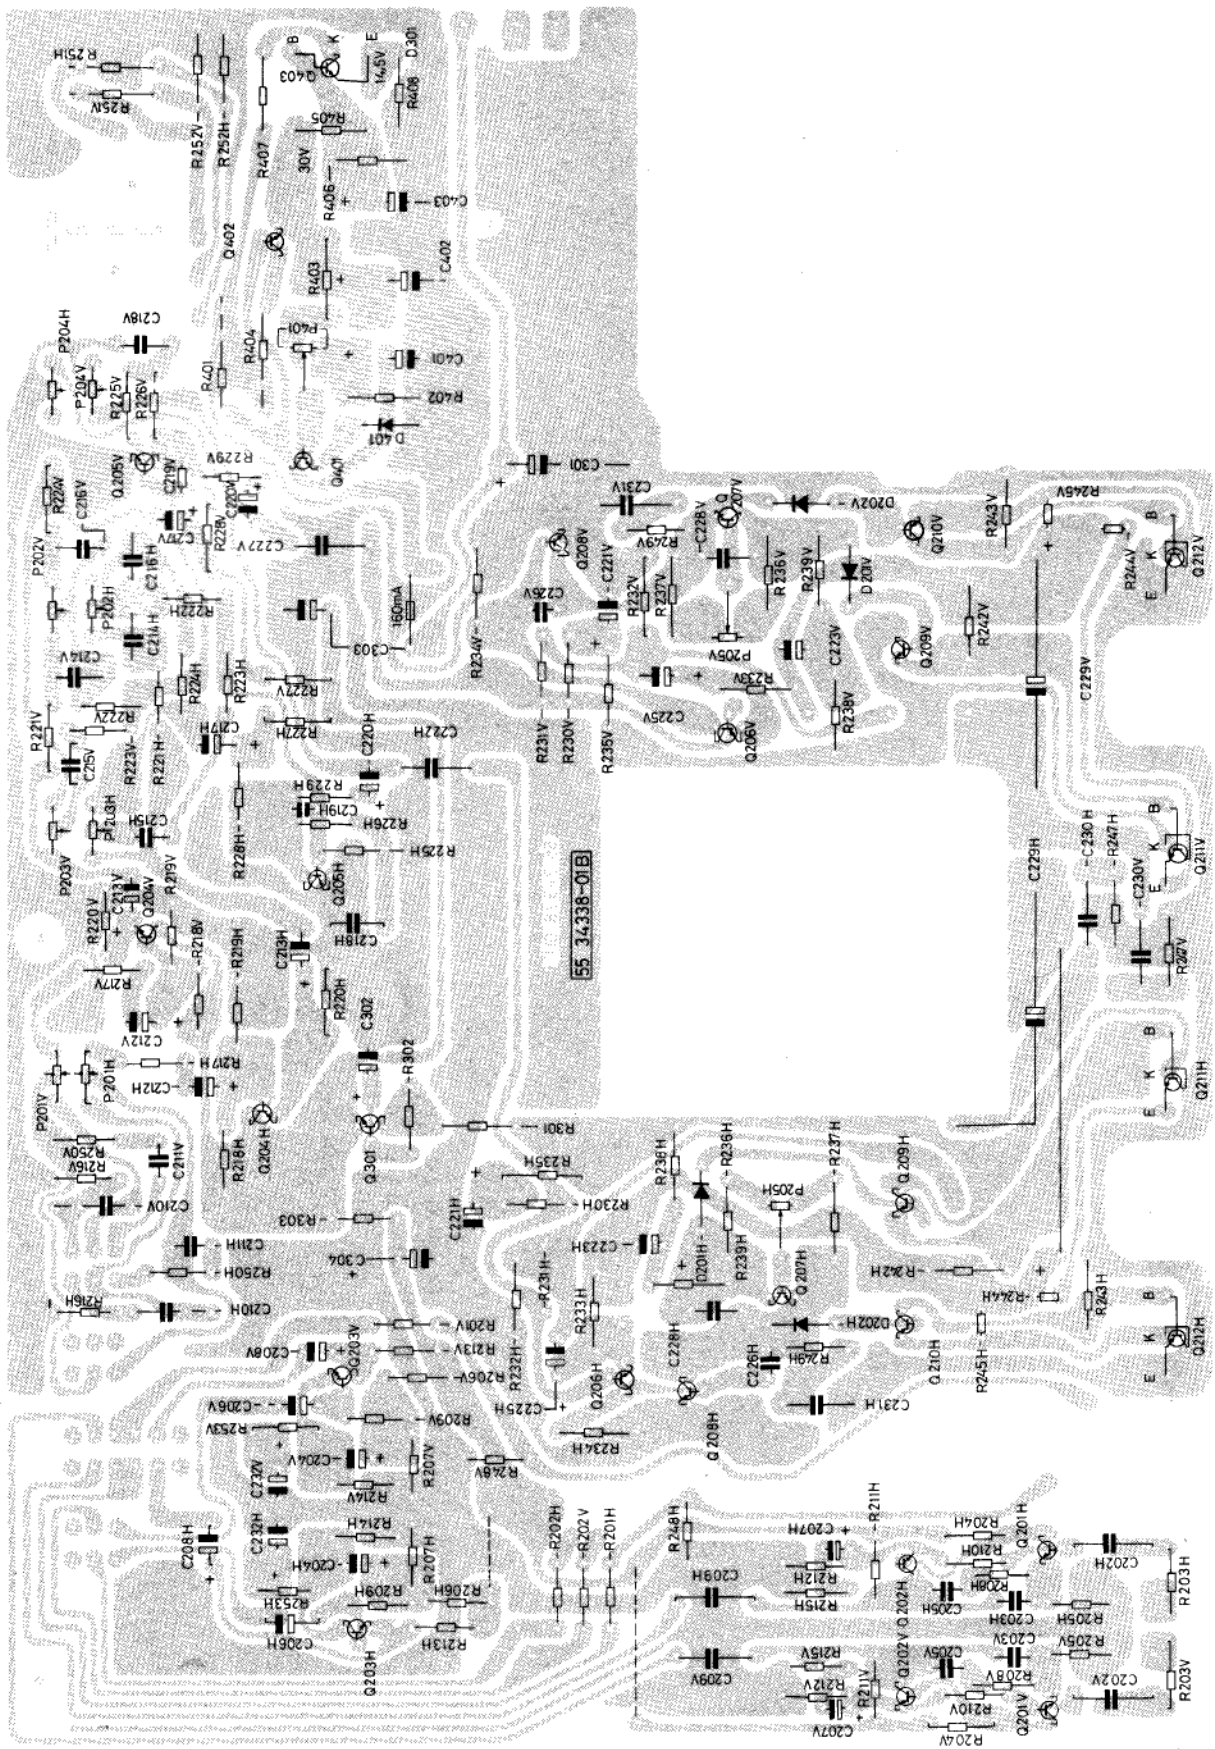 R251H
R251V
R252V
R252H
R407
Q403
B
K
E
14,5V
D301
R408
R405
30V
R406
+
C403
Q402
R403
+
C402
P204H
C218V
P204V
R225V
R226V
R401
R404
P401
+
C401
R402
D401
R224V
C216V
Q205V
C219V
R229V
C220V
Q401
+
C301
C231V
P202V
C217V
R228V
C227V
C216H
P202H
C214H
R222H
C303
160mA
R234V
C226V
Q208V
C221V
R249V
C228V
Q
207V
D202V
R232V
R237V
R236V
R239V
D201V
Q210V
R243V
R245V
+
R244V
B
K
E
Q212V
C214V
R224H
R223H
R227V
R221V
R222V
R223V
R221H
C217H
+
R227H
C220H
C222H
C215V
R231V
R230V
R235V
C225V
+
P205V
R233V
C223V
R238V
Q206V
Q209V
R242V
C229V
P203V
P203H
C215H
R219V
R228H
R229H
C219H
R226H
+
R225H
Q205H
C213V
Q204V
R220V
+
R217V
R218V
R219H
C213H
+
C218H
R220H
55 34338-01B
C229H
C230H
R247H
C230V
R247V
B
K
E
Q211V
C212V
+
R217H
C212H
+
C302
+
R302
P201V
P201H
R250V
R216V
C211V
R218H
Q204H
Q301
R301
B
K
E
Q211H
C210V
R303
C211H
R250H
C304
+
C221H
+
R235H
R230H
R238H
R236H
P205H
R237H
Q209H
C223H
+
D201H
R239H
R231H
R233H
R216H
C210H
R201V
C208V
+
Q203V
R213V
R206V
R232H
C225H
+
Q206H
C228H
Q207H
D202H
R249H
C226H
Q210H
R242H
+
R244H
R243H
R245H
B
K
E
Q212H
C206V
R253V
R209V
C204V
+
R207V
R248V
R234H
Q208H
C231H
+
C232V
R214V
C208H
+
C232H
R214H
+
C204H
R207H
R253H
R209H
R206H
C206H
Q203H
R213H
R202H
R202V
R201H
R248H
C209H
C209V
C207H
+
R211H
R212H
R215H
Q202H
R204H
R210H
R208H
Q201H
C202H
C205H
C203H
R205H
R203H
R215V
R212V
C207V
+
R211V
Q202V
C205V
C203V
R205V
R208V
R210V
R204V
Q201V
C202V
R203V